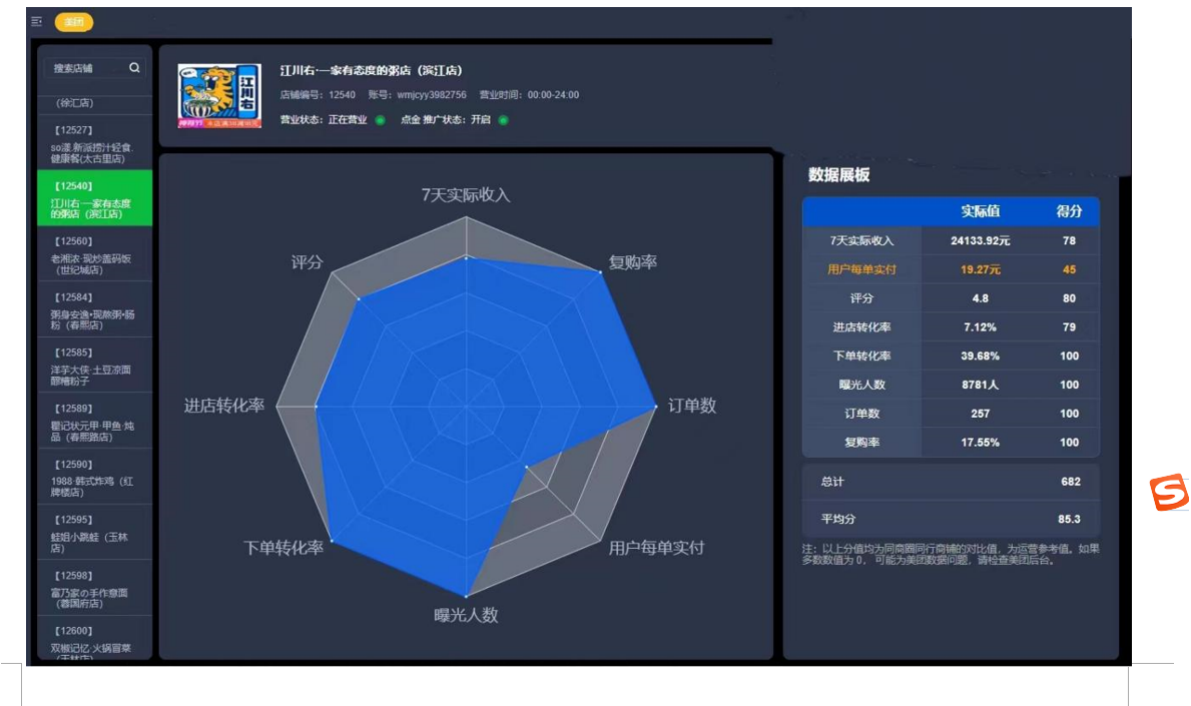 美团
搜索店铺
（徐汇店）
【12527】
so漾.新派捞汁轻食.
健康餐(太古里店)
【12540】
江川右·一家有态度
的粥店（滨江店）
【12560】
老湘浓·现炒盖码饭
（世纪城店）
【12584】
粥身安逸•现熬粥•肠
粉（春熙店）
【12585】
洋芋大侠·土豆凉面
醪糟粉子
【12589】
瞿记状元甲·甲鱼·炖
品（春熙路店）
【12590】
1988·韩式炸鸡（红
牌楼店）
【12595】
蛙姐小跳蛙（玉林
店）
【12598】
富乃家の手作意面
（蓉国府店）
【12600】
双椒记忆·火锅冒菜
（玉林店）
江川右
江川右·一家有态度的粥店（滨江店）
店铺编号：12540 账号：wmjcyy3982756 营业时间：00:00-24:00
营业状态：正在营业 点金推广状态：开启
7天实际收入
评分
复购率
进店转化率
订单数
下单转化率
用户每单实付
曝光人数
数据展板
实际值 得分
7天实际收入 24133.92元 78
用户每单实付 19.27元 45
评分 4.8 80
进店转化率 7.12% 79
下单转化率 39.68% 100
曝光人数 8781人 100
订单数 257 100
复购率 17.55% 100
总计 682
平均分 85.3
注：以上分值均为同商圈同行商铺的对比值，为运营参考值。如果
多数数值为 0， 可能为美团数据问题，请检查美团后台。